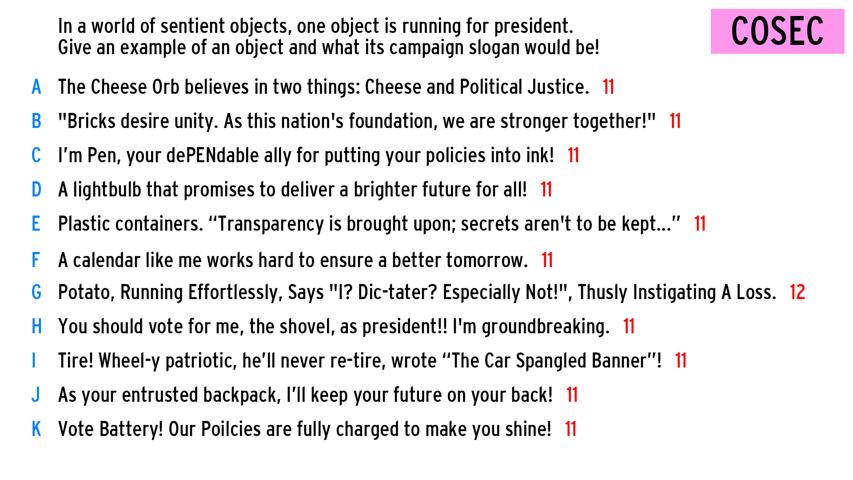 In a world of sentient objects, one object is running for president.
Give an example of an object and what its campaign slogan would be!
COSEC
A The Cheese Orb believes in two things: Cheese and Political Justice. 11
B "Bricks desire unity. As this nation's foundation, we are stronger together!" 11
C I’m Pen, your dePENdable ally for putting your policies into ink! 11
D A lightbulb that promises to deliver a brighter future for all! 11
E Plastic containers. “Transparency is brought upon; secrets aren't to be kept...” 11
F A calendar like me works hard to ensure a better tomorrow. 11
G Potato, Running Effortlessly, Says "I? Dic-tater? Especially Not!", Thusly Instigating A Loss. 12
H You should vote for me, the shovel, as president!! I'm groundbreaking. 11
I Tire! Wheel-y patriotic, he’ll never re-tire, wrote “The Car Spangled Banner”! 11
J As your entrusted backpack, I’ll keep your future on your back! 11
K Vote Battery! Our Poilcies are fully charged to make you shine! 11